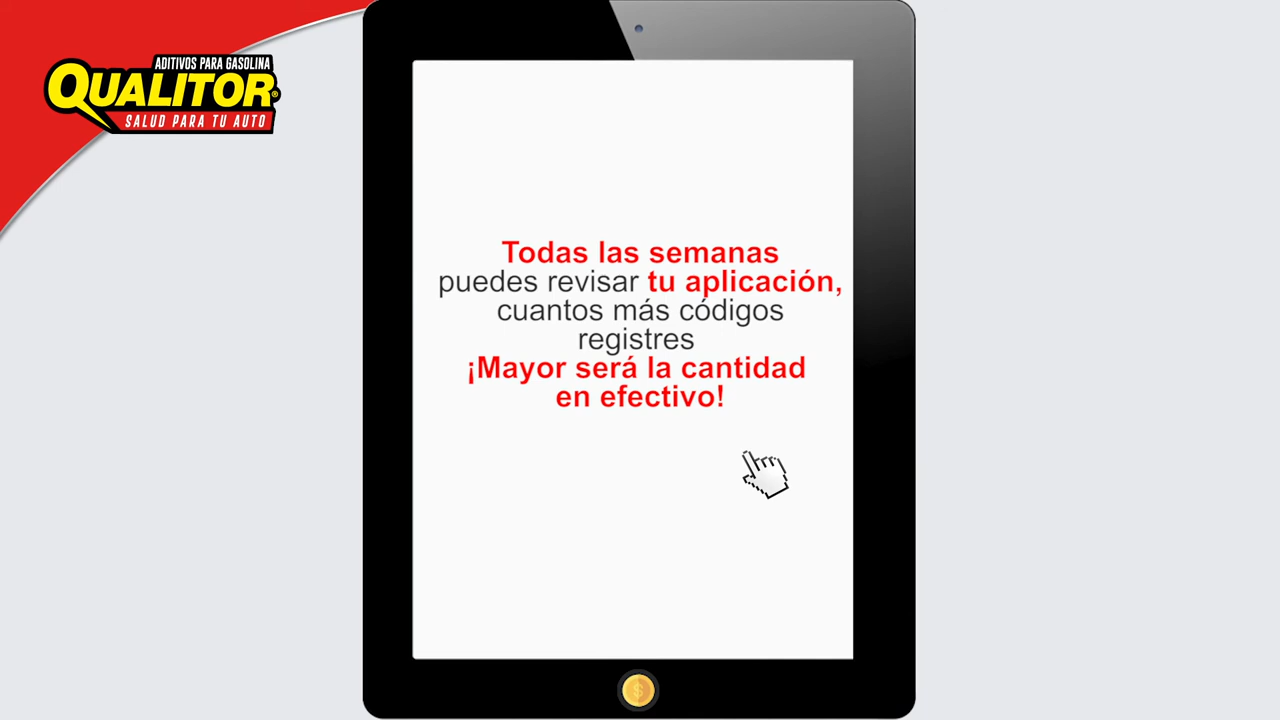 ADITIVOS PARA GASOLINA
QUALITOR®
SALUD PARA TU AUTO
Todas las semanas
puedes revisar tu aplicación,
cuantos más códigos
registres
¡Mayor será la cantidad
en efectivo!
$